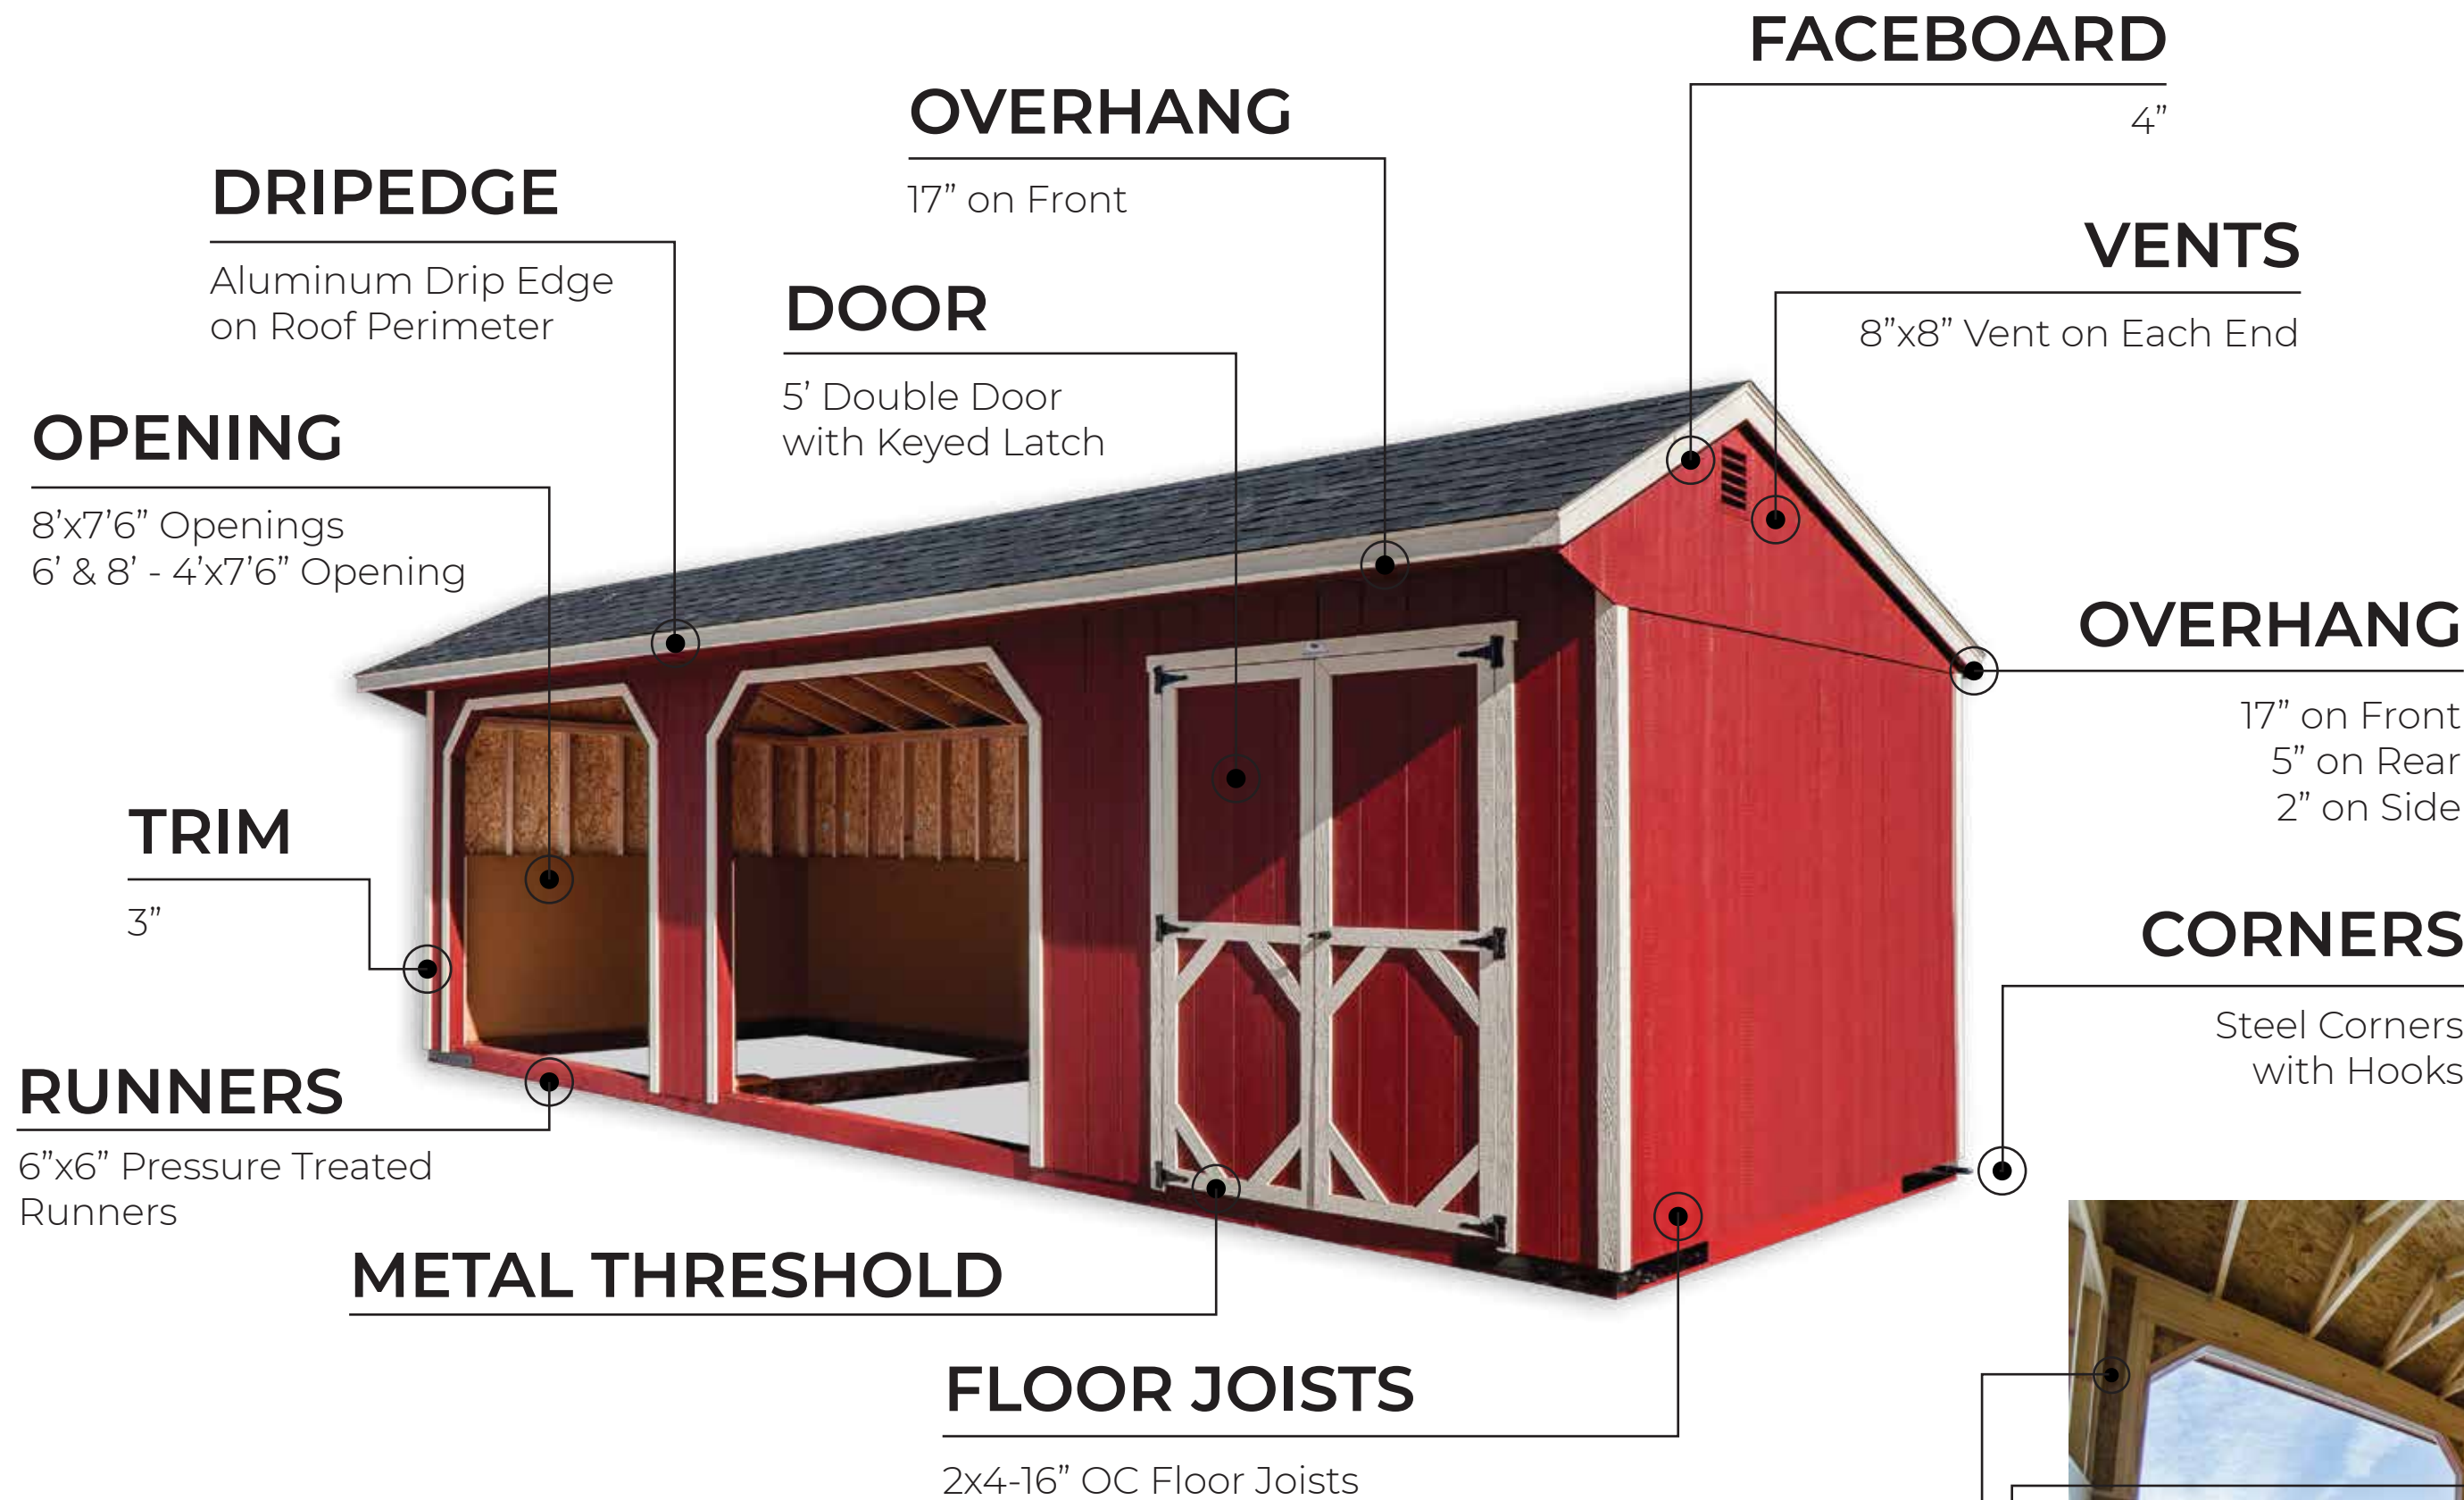 FACEBOARD
4”
OVERHANG
17” on Front
DRIPEDGE
Aluminum Drip Edge
on Roof Perimeter
VENTS
8”x8” Vent on Each End
DOOR
5’ Double Door
with Keyed Latch
OPENING
8’x7’6” Openings
6’ & 8’ - 4’x7’6” Opening
OVERHANG
17” on Front
5” on Rear
2” on Side
TRIM
3”
CORNERS
Steel Corners
with Hooks
RUNNERS
6”x6” Pressure Treated
Runners
METAL THRESHOLD
FLOOR JOISTS
2x4-16” OC Floor Joists